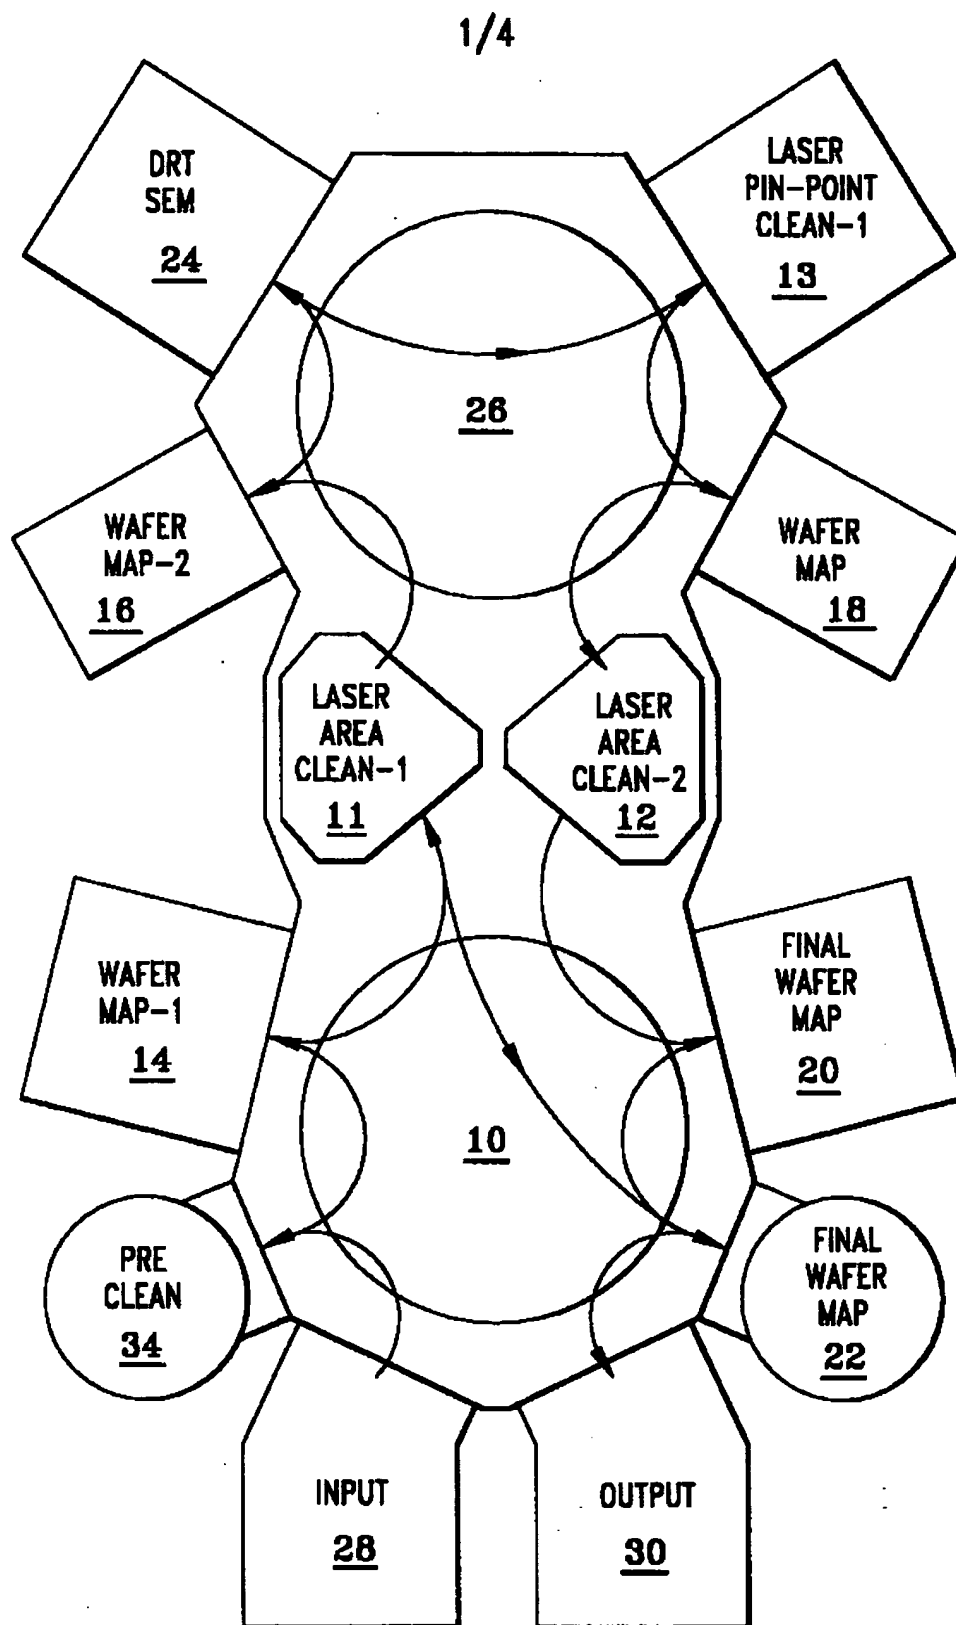 1/4
DRT
SEM
24
LASER
PIN-POINT
CLEAN-1
13
26
WAFER
MAP-2
16
WAFER
MAP
18
LASER
AREA
CLEAN-1
11
LASER
AREA
CLEAN-2
12
WAFER
MAP-1
14
FINAL
WAFER
MAP
20
10
PRE
CLEAN
34
FINAL
WAFER
MAP
22
INPUT
28
OUTPUT
30